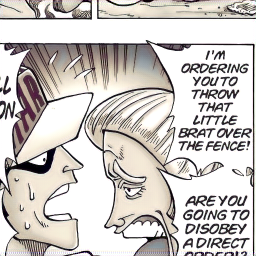 I'M
ORDERING
YOU TO
THROW
THAT
LITTLE
BRAT OVER
THE FENCE!
ARE YOU
GOING TO
DISOBEY
A DIRECT